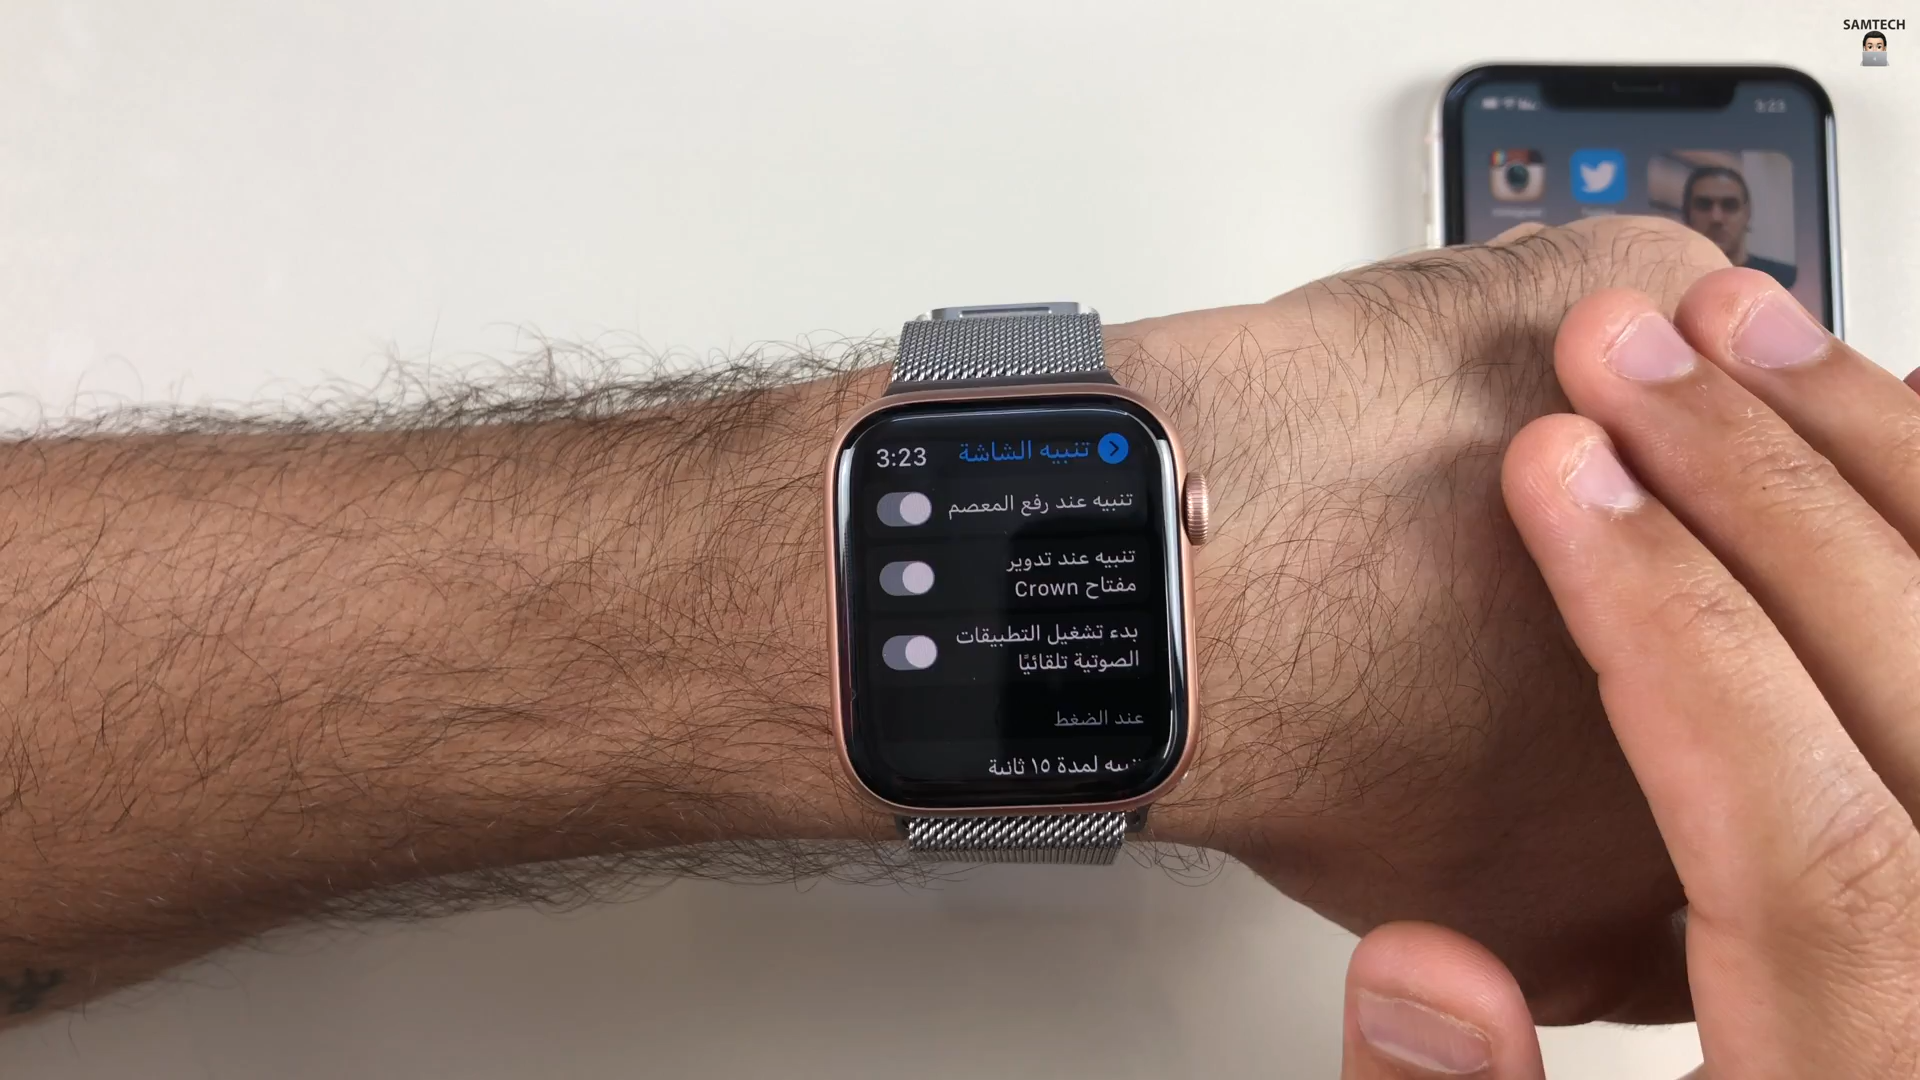 SAMTECH
3:23
تنبيه الشاشة
3:23
تنبيه عند رفع المعصم
تنبيه عند تدوير
مفتاح Crown
بدء تشغيل التطبيقات
الصوتية تلقائيًا
عند الضغط
تنبيه لمدة ١٥ ثانية